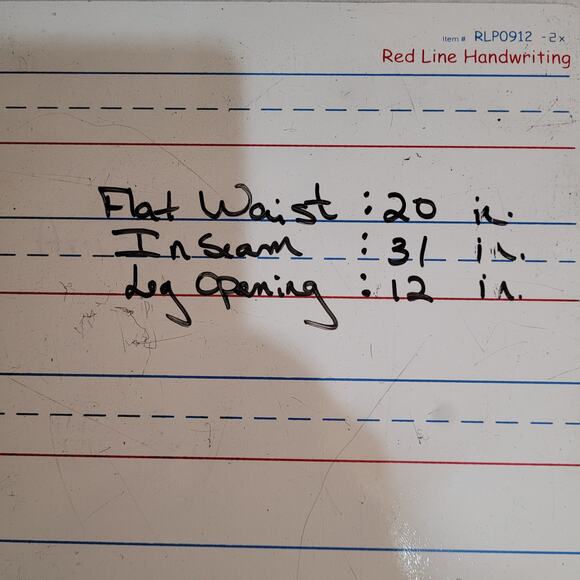 Item # RLP0912 -2x
Red Line Handwriting
Flat Waist : 20 in.
Inseam : 31 in.
Leg Opening : 12 in.